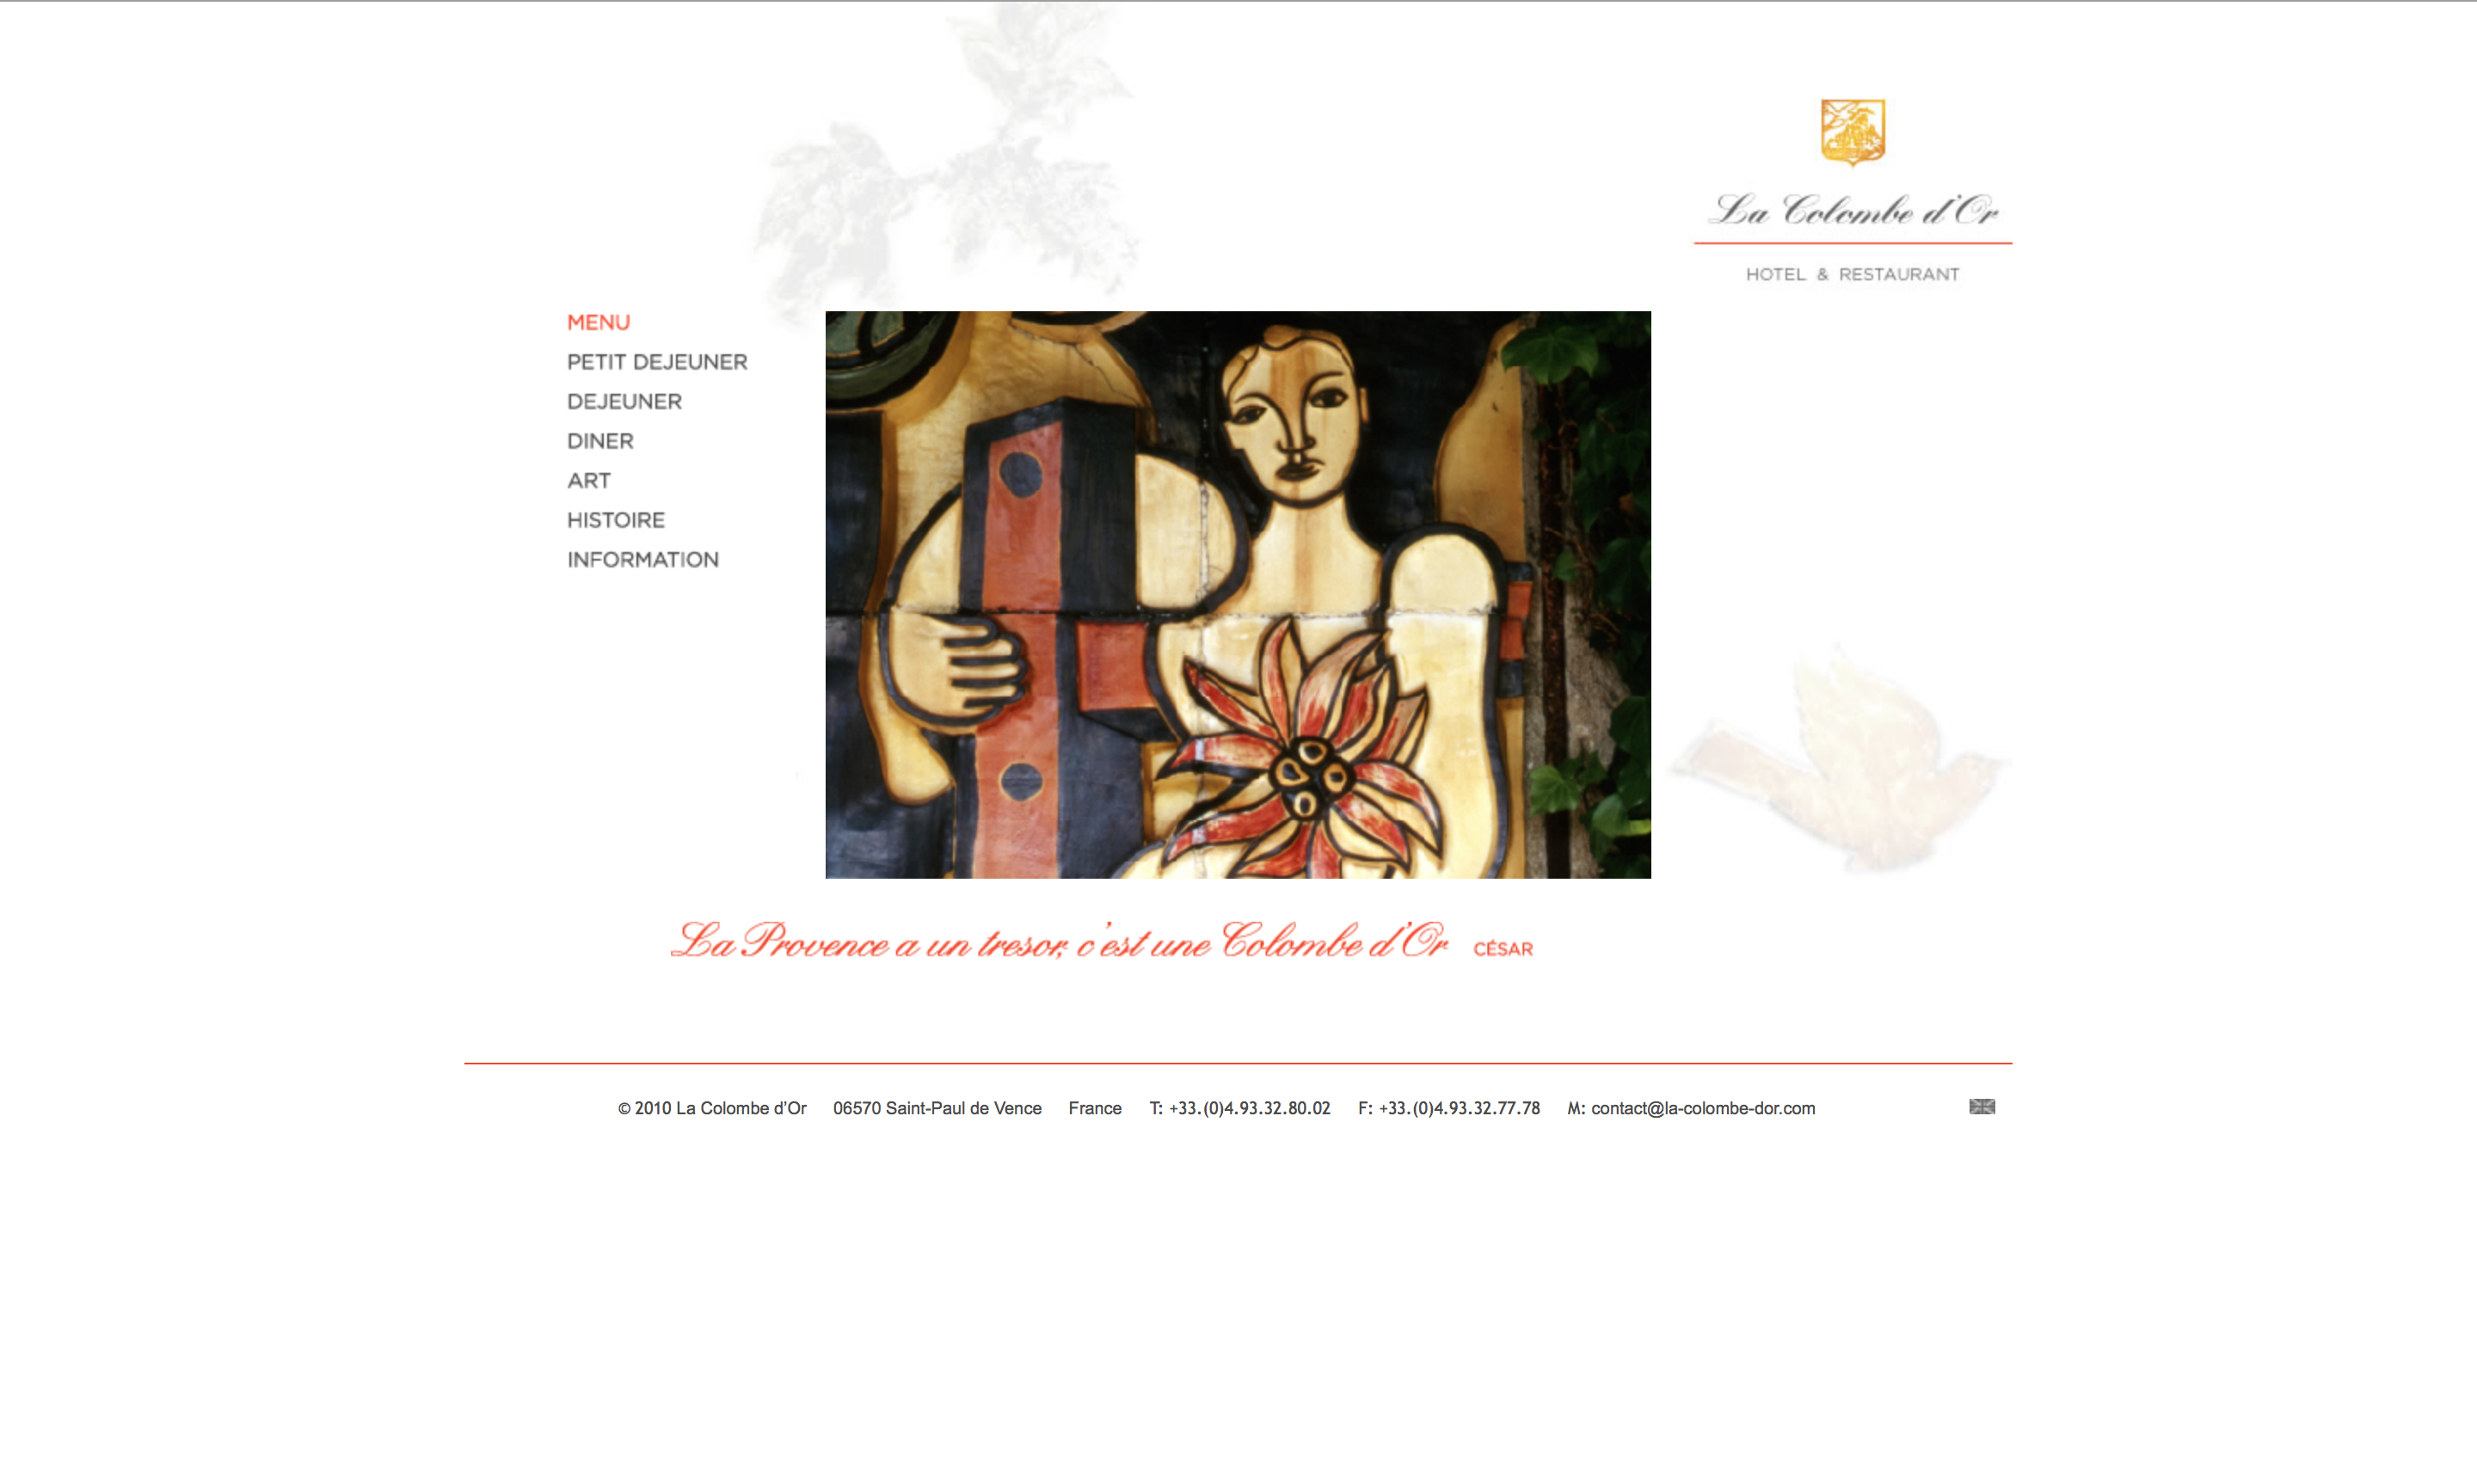 La Colombe d'Or
HOTEL & RESTAURANT
MENU
PETIT DEJEUNER
DEJEUNER
DINER
ART
HISTOIRE
INFORMATION
La Provence a un tresor, c'est une Colombe d'Or CÉSAR
© 2010 La Colombe d’Or 06570 Saint-Paul de Vence France T: +33.(0)4.93.32.80.02 F: +33.(0)4.93.32.77.78 M: contact@la-colombe-dor.com